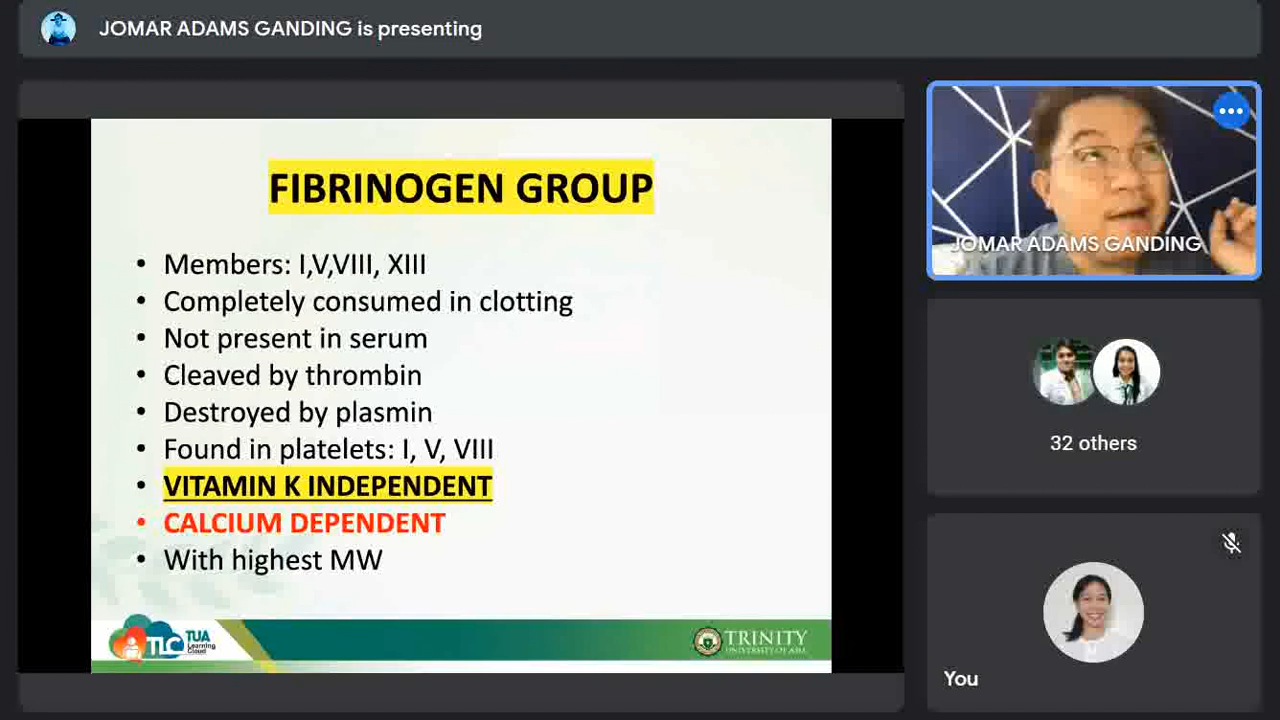 JOMAR ADAMS GANDING is presenting
FIBRINOGEN GROUP
• Members: I,V,VIII, XIII
• Completely consumed in clotting
• Not present in serum
• Cleaved by thrombin
• Destroyed by plasmin
• Found in platelets: I, V, VIII
• VITAMIN K INDEPENDENT
• CALCIUM DEPENDENT
• With highest MW
TLC TUA
Learning
Cloud
TRINITY
UNIVERSITY OF ASIA
JOMAR ADAMS GANDING
32 others
You